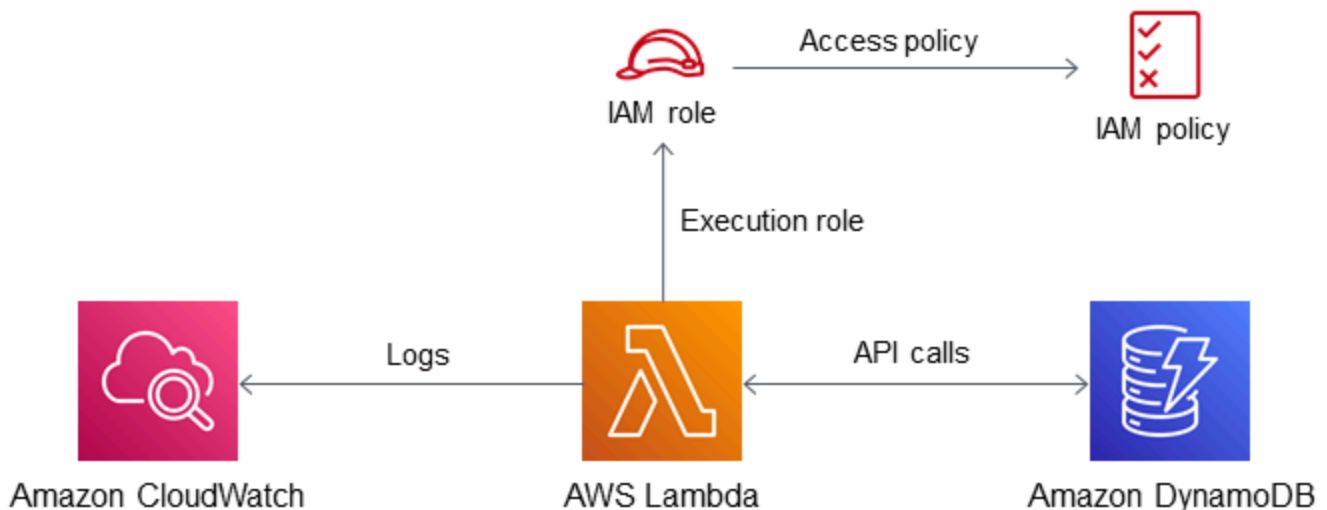 Access policy
IAM role
IAM policy
Execution role
Logs
API calls
Amazon CloudWatch
AWS Lambda
Amazon DynamoDB